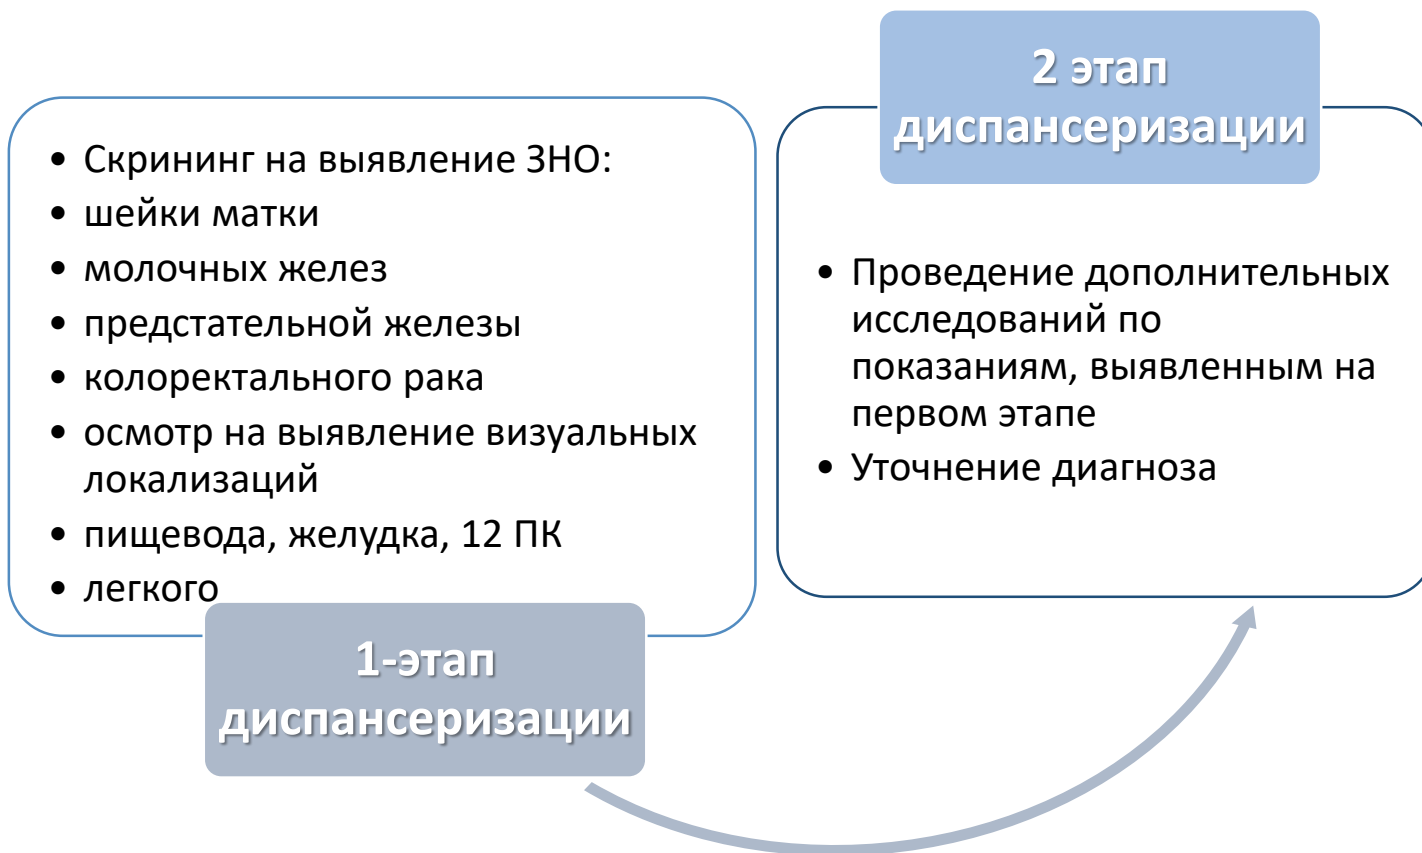 • Скрининг на выявление ЗНО:
• шейки матки
• молочных желез
• предстательной железы
• колоректального рака
• осмотр на выявление визуальных
локализаций
• пищевода, желудка, 12 ПК
• легкого
1-этап
диспансеризации
2 этап
диспансеризации
• Проведение дополнительных
исследований по
показаниям, выявленным на
первом этапе
• Уточнение диагноза